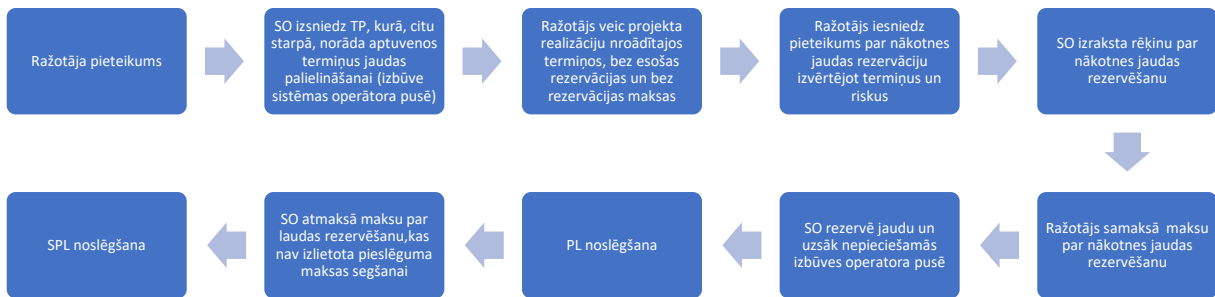 Ražotāja pieteikums
SO izsniedz TP, kurā, citu
starpā, norāda aptuvenos
termiņus jaudas
palielināšanai (izbūve
sistēmas operātora pusē)
Ražotājs veic projekta
realizāciju nroādītajos
termiņos, bez esošas
rezervācijas un bez
rezervācijas maksas
Ražotājs iesniedz
pieteikums par nākotnes
jaudas rezervāciju
izvērtējot termiņus un
riskus
SO izraksta rēķinu par
nākotnes jaudas
rezervēšanu
Ražotājs samaksā maksu
par nākotnes jaudas
rezervēšanu
SO rezervē jaudu un
uzsāk nepieciešamās
izbūves operatora pusē
PL noslēgšana
SO atmaksā maksu par
laudas rezervēšanu,kas
nav izlietota pieslēguma
maksas segšanai
SPL noslēgšana